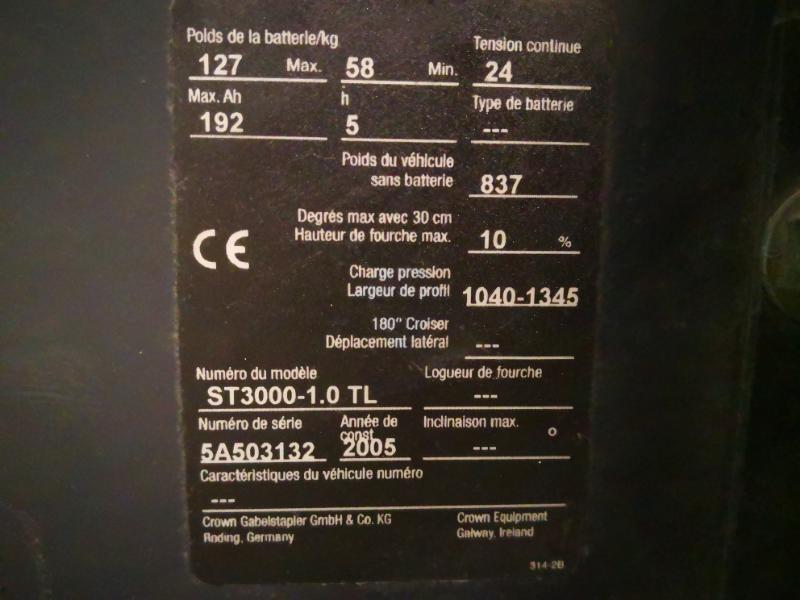 Poids de la batterie/kg
127 Max. 58 Min.
Tension continue
24
Max. Ah h
192 5
Type de batterie
---
Poids du véhicule
sans batterie 837
Degrés max avec 30 cm
Hauteur de fourche max. 10 %
CE
Charge pression
Largeur de profil 1040-1345
180° Croiser
Déplacement latéral ---
Numéro du modèle Logueur de fourche
ST3000-1.0 TL ---
Numéro de série Année de const. Inclinaison max.
5A503132 2005 --- °
Caractéristiques du véhicule numéro
---
Crown Gabelstapler GmbH & Co. KG Crown Equipment
Roding, Germany Galway, Ireland
314-2B